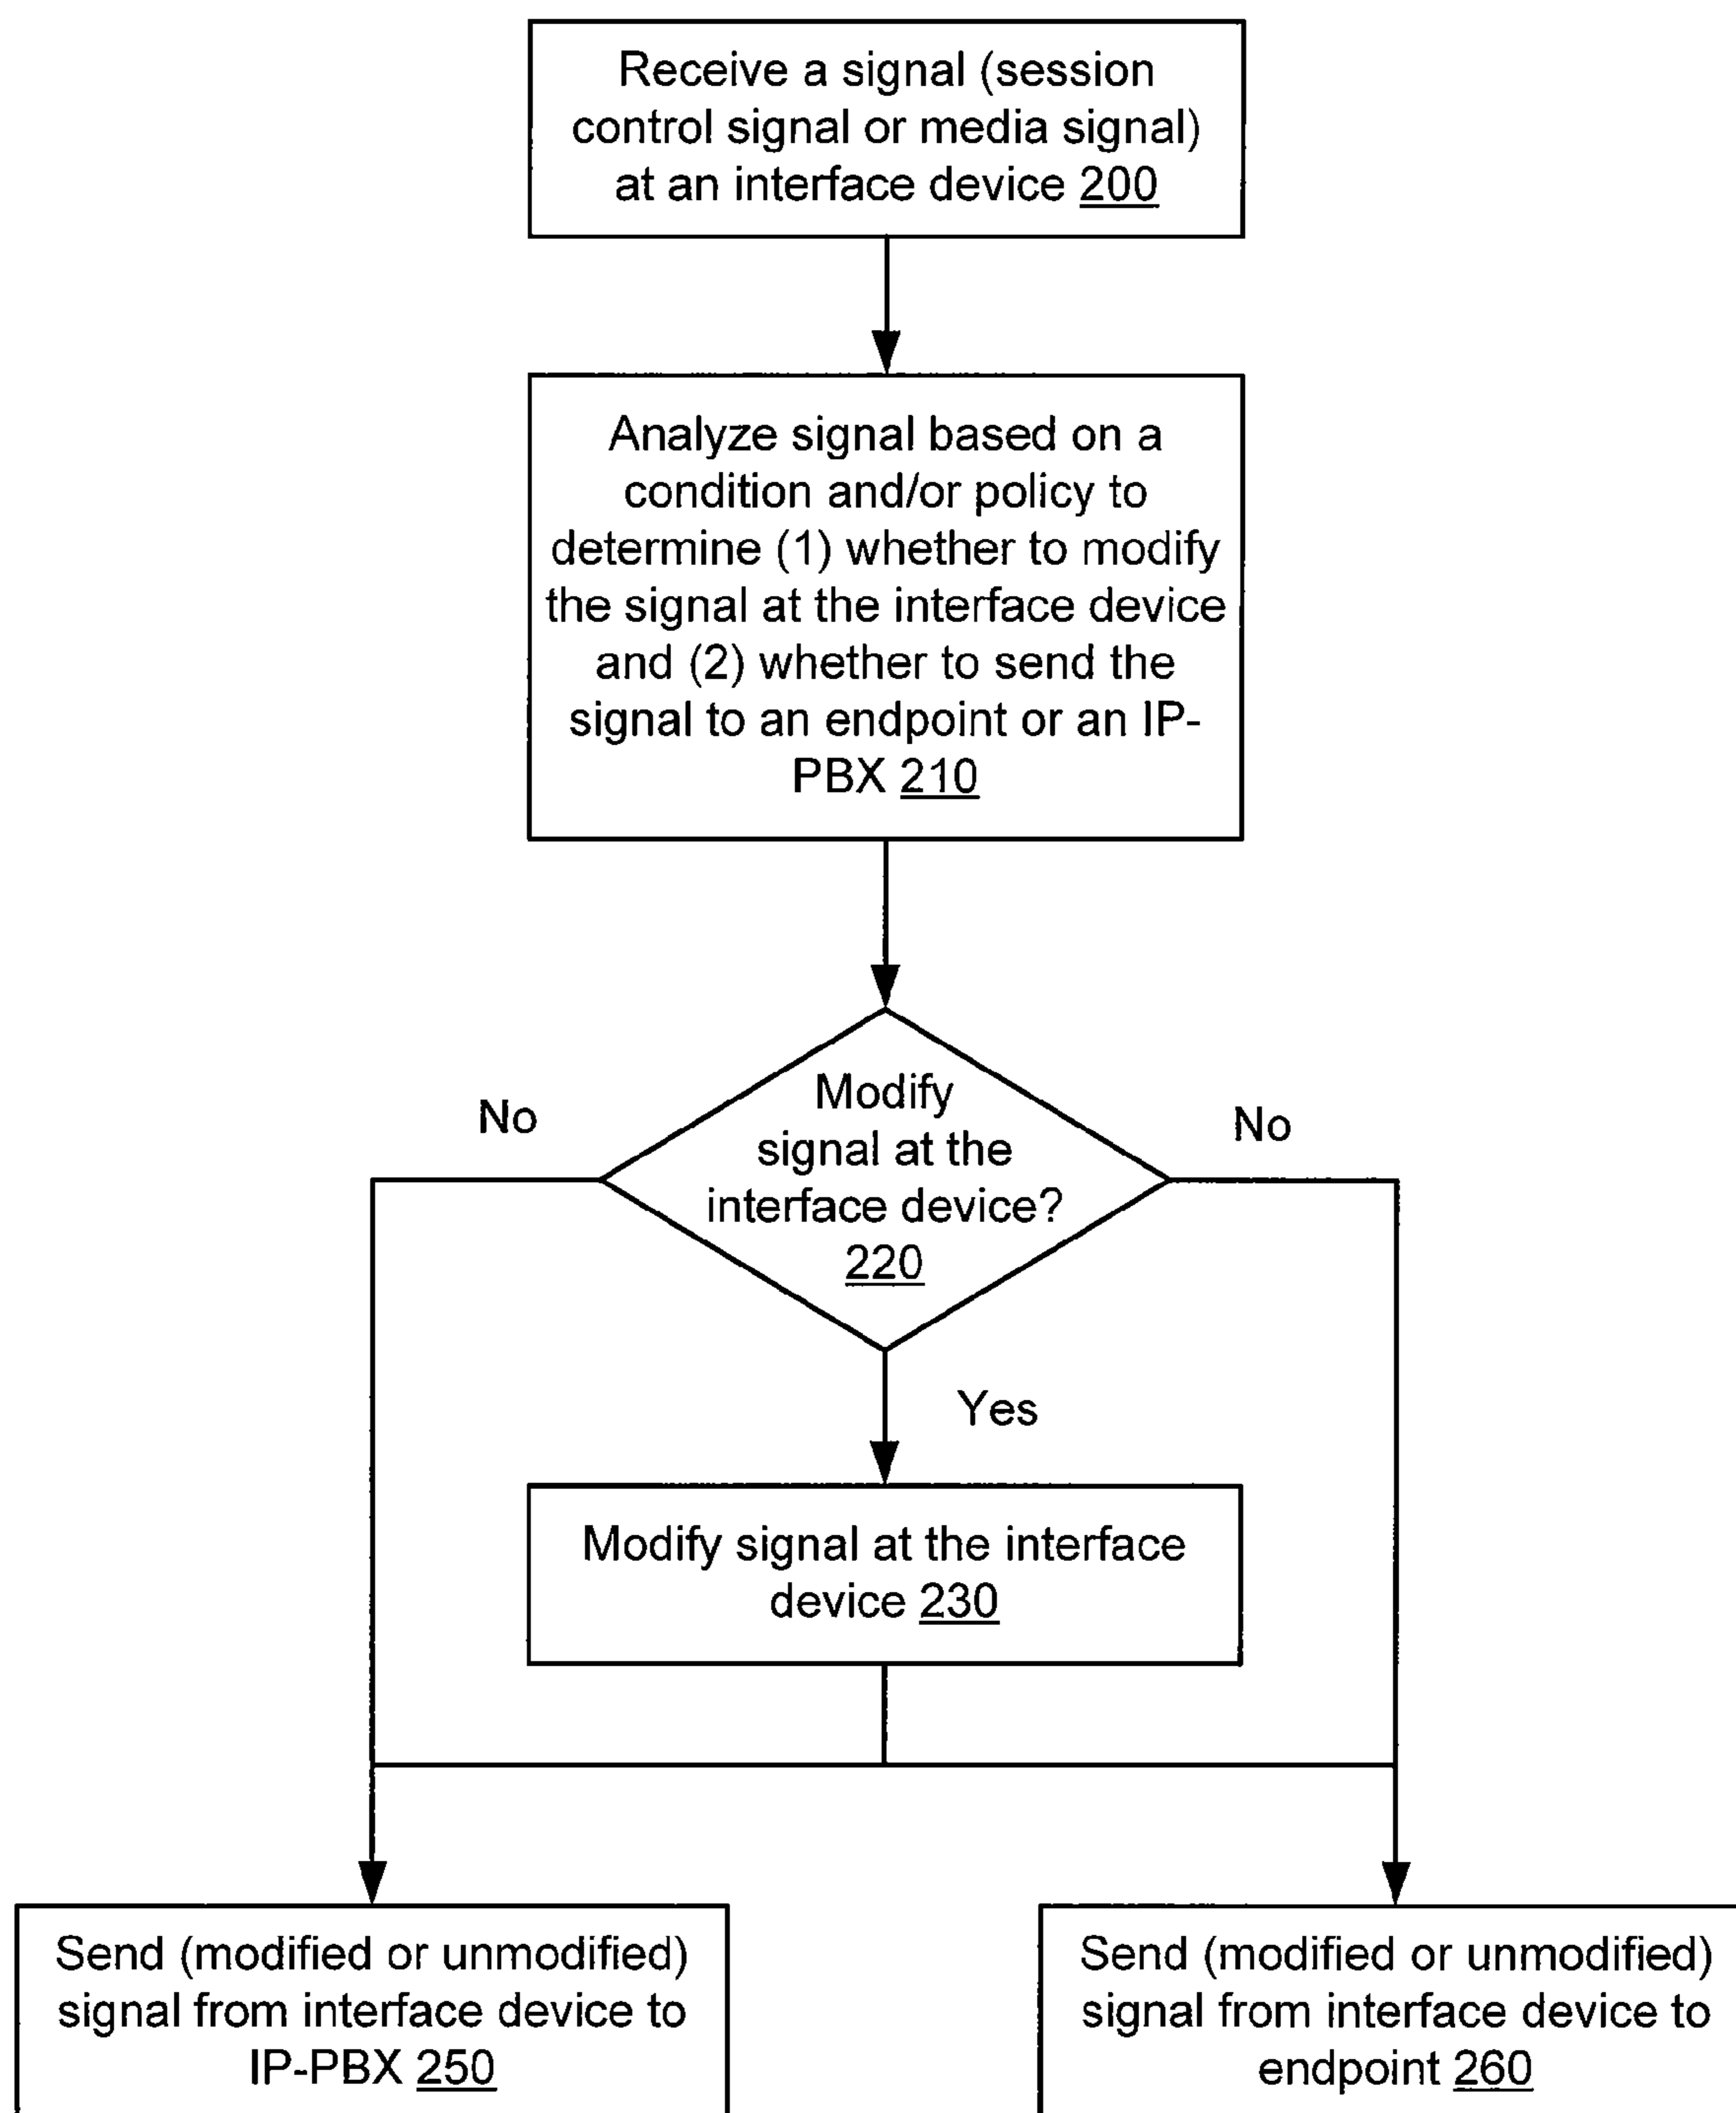 Receive a signal (session
control signal or media signal)
at an interface device 200
Analyze signal based on a
condition and/or policy to
determine (1) whether to modify
the signal at the interface device
and (2) whether to send the
signal to an endpoint or an IP-
PBX 210
Modify
signal at the
interface device?
220
No
No
Yes
Modify signal at the interface
device 230
Send (modified or unmodified)
signal from interface device to
IP-PBX 250
Send (modified or unmodified)
signal from interface device to
endpoint 260